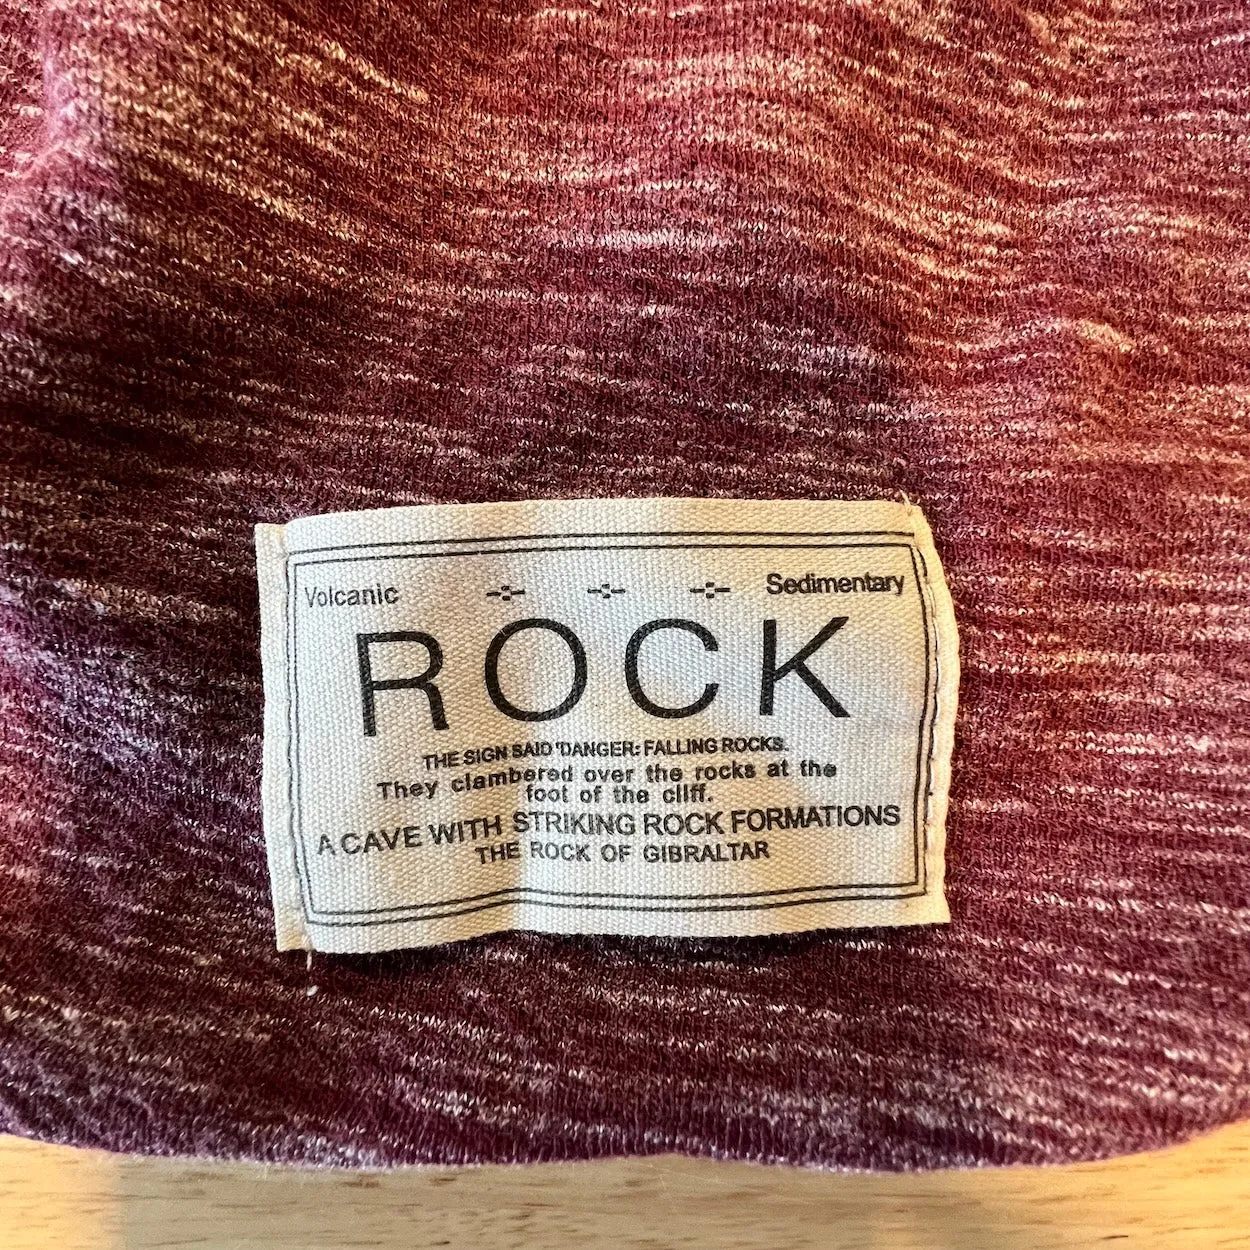 Volcanic Sedimentary
ROCK
THE SIGN SAID 'DANGER: FALLING ROCKS.
They clambered over the rocks at the
foot of the cliff.
A CAVE WITH STRIKING ROCK FORMATIONS
THE ROCK OF GIBRALTAR